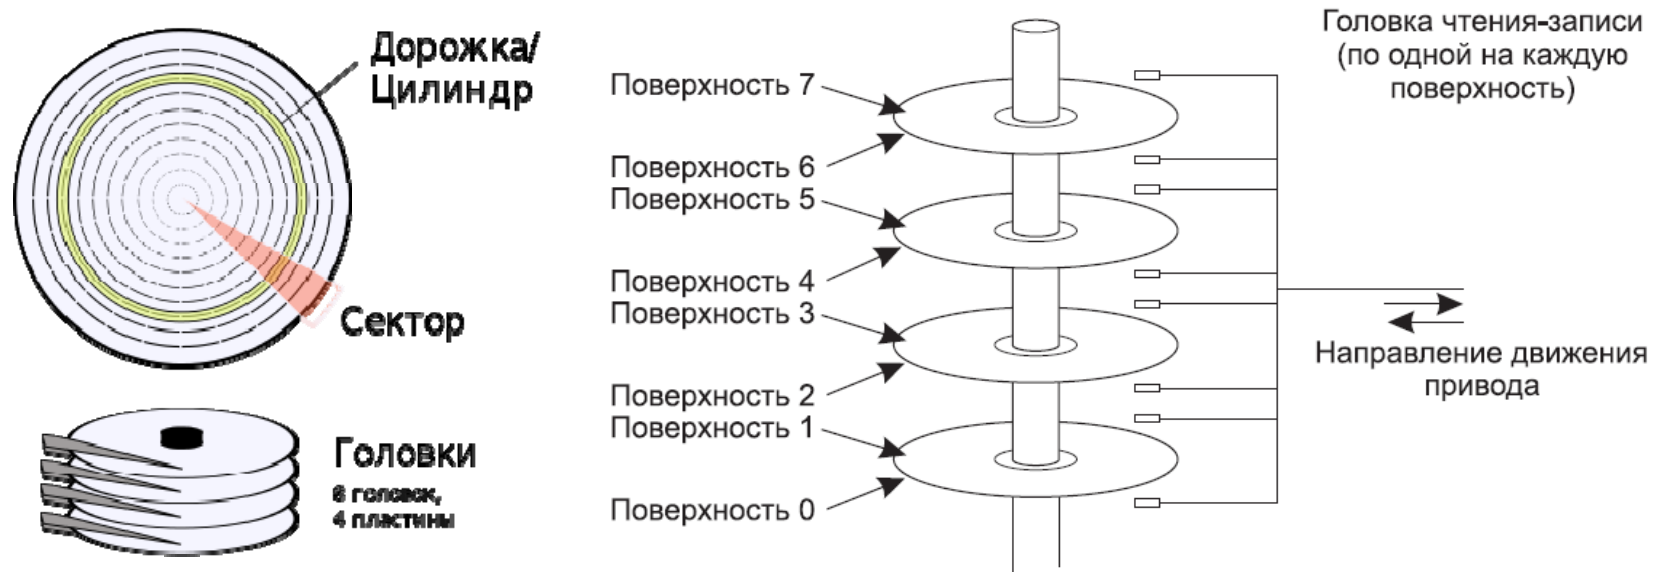 Дорожка/
Цилиндр
Сектор
Головки
8 головок,
4 пластины
Поверхность 7
Поверхность 6
Поверхность 5
Поверхность 4
Поверхность 3
Поверхность 2
Поверхность 1
Поверхность 0
Головка чтения-записи
(по одной на каждую
поверхность)
Направление движения
привода